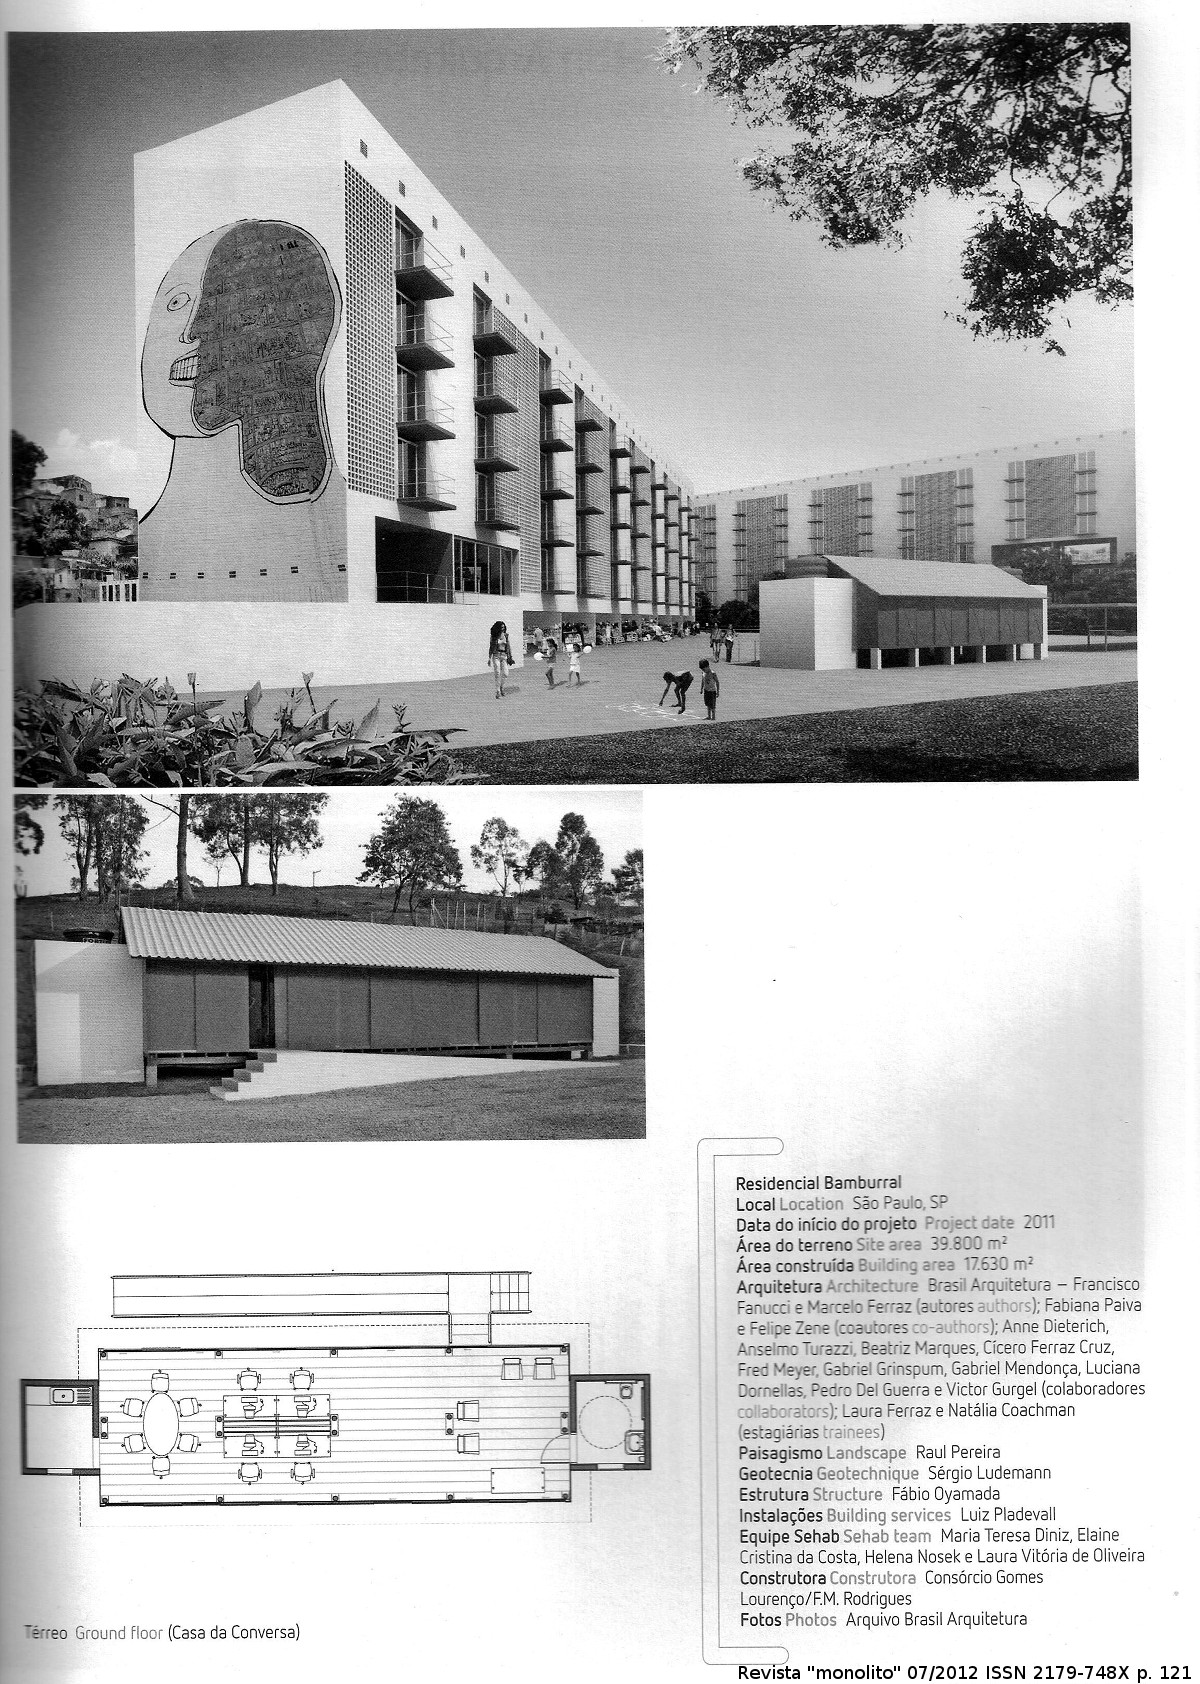 Residencial Bamburral
Local Location São Paulo, SP
Data do início do projeto Project date 2011
Área do terreno Site area 39.800 m²
Área construída Building area 17.630 m²
Arquitetura Architecture Brasil Arquitetura – Francisco
Fanucci e Marcelo Ferraz (autores authors); Fabiana Paiva
e Felipe Zene (coautores co-authors); Anne Dieterich,
Anselmo Turazzi, Beatriz Marques, Cícero Ferraz Cruz,
Fred Meyer, Gabriel Grinspum, Gabriel Mendonça, Luciana
Dornellas, Pedro Del Guerra e Victor Gurgel (colaboradores
collaborators); Laura Ferraz e Natália Coachman
(estagiárias trainees)
Paisagismo Landscape Raul Pereira
Geotecnia Geotechnique Sérgio Ludemann
Estrutura Structure Fábio Oyamada
Instalações Building services Luiz Pladevall
Equipe Sehab Sehab team Maria Teresa Diniz, Elaine
Cristina da Costa, Helena Nosek e Laura Vitória de Oliveira
Construtora Construtora Consórcio Gomes
Lourenço/F.M. Rodrigues
Fotos Photos Arquivo Brasil Arquitetura
Térreo Ground floor (Casa da Conversa)
Revista "monolito" 07/2012 ISSN 2179-748X p. 121